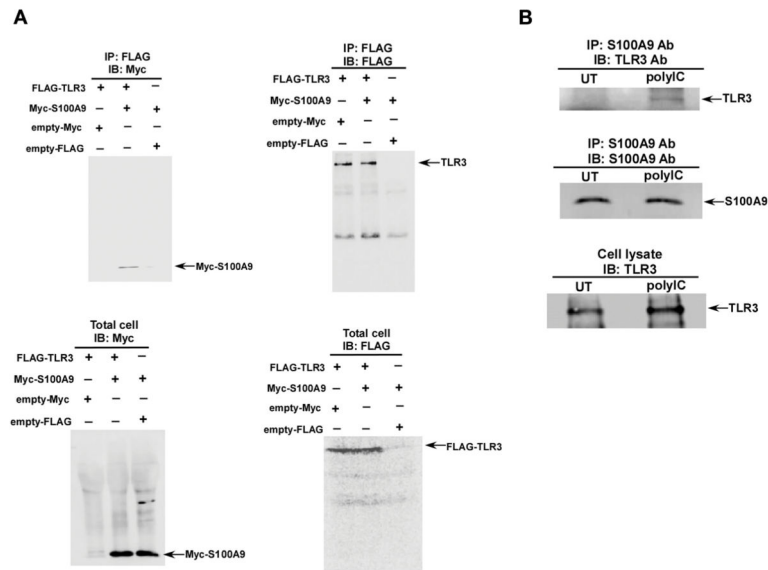 A
IP: FLAG
IB: Myc
FLAG-TLR3 + + –
Myc-S100A9 – + +
empty-Myc + – –
empty-FLAG – – +
Myc-S100A9
IP: FLAG
IB: FLAG
FLAG-TLR3 + + –
Myc-S100A9 – + +
empty-Myc + – –
empty-FLAG – – +
TLR3
Total cell
IB: Myc
FLAG-TLR3 + + –
Myc-S100A9 – + +
empty-Myc + – –
empty-FLAG – – +
Myc-S100A9
Total cell
IB: FLAG
FLAG-TLR3 + + –
Myc-S100A9 – + +
empty-Myc + – –
empty-FLAG – – +
FLAG-TLR3
B
IP: S100A9 Ab
IB: TLR3 Ab
UT polyIC
TLR3
IP: S100A9 Ab
IB: S100A9 Ab
UT polyIC
S100A9
Cell lysate
IB: TLR3
UT polyIC
TLR3